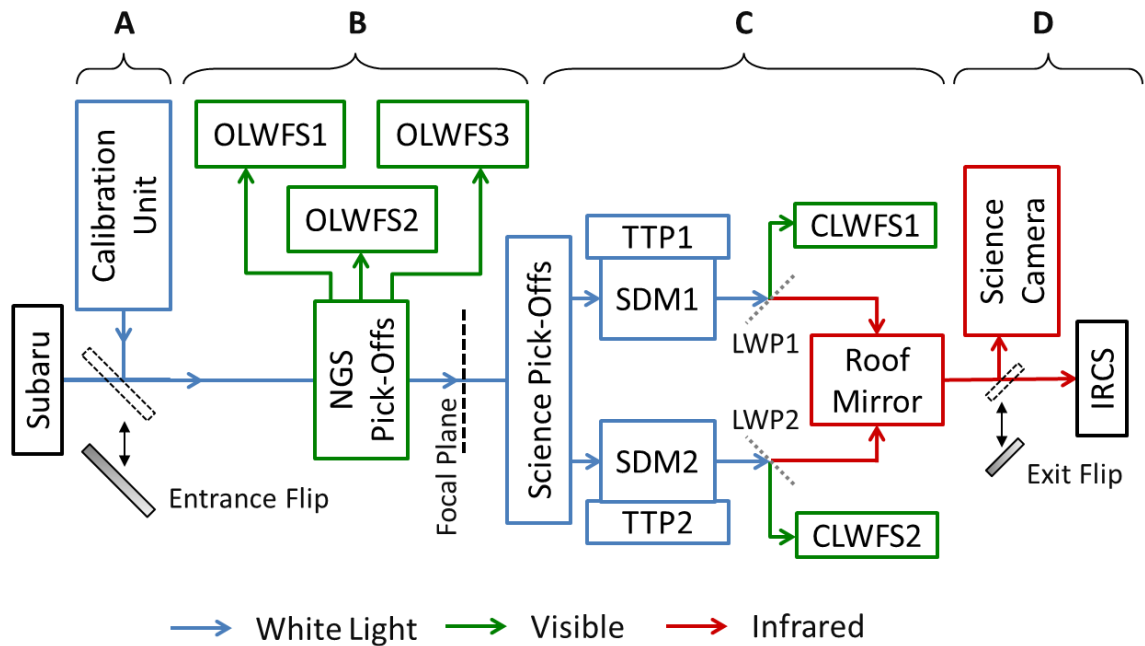 A
B
C
D
Calibration
Unit
OLWFS1
OLWFS3
OLWFS2
TTP1
SDM1
CLWFS1
LWP1
Science
Camera
Subaru
NGS
Pick-Offs
Focal Plane
Science Pick-Offs
Roof
Mirror
IRCS
LWP2
SDM2
TTP2
CLWFS2
Entrance Flip
Exit Flip
White Light
Visible
Infrared